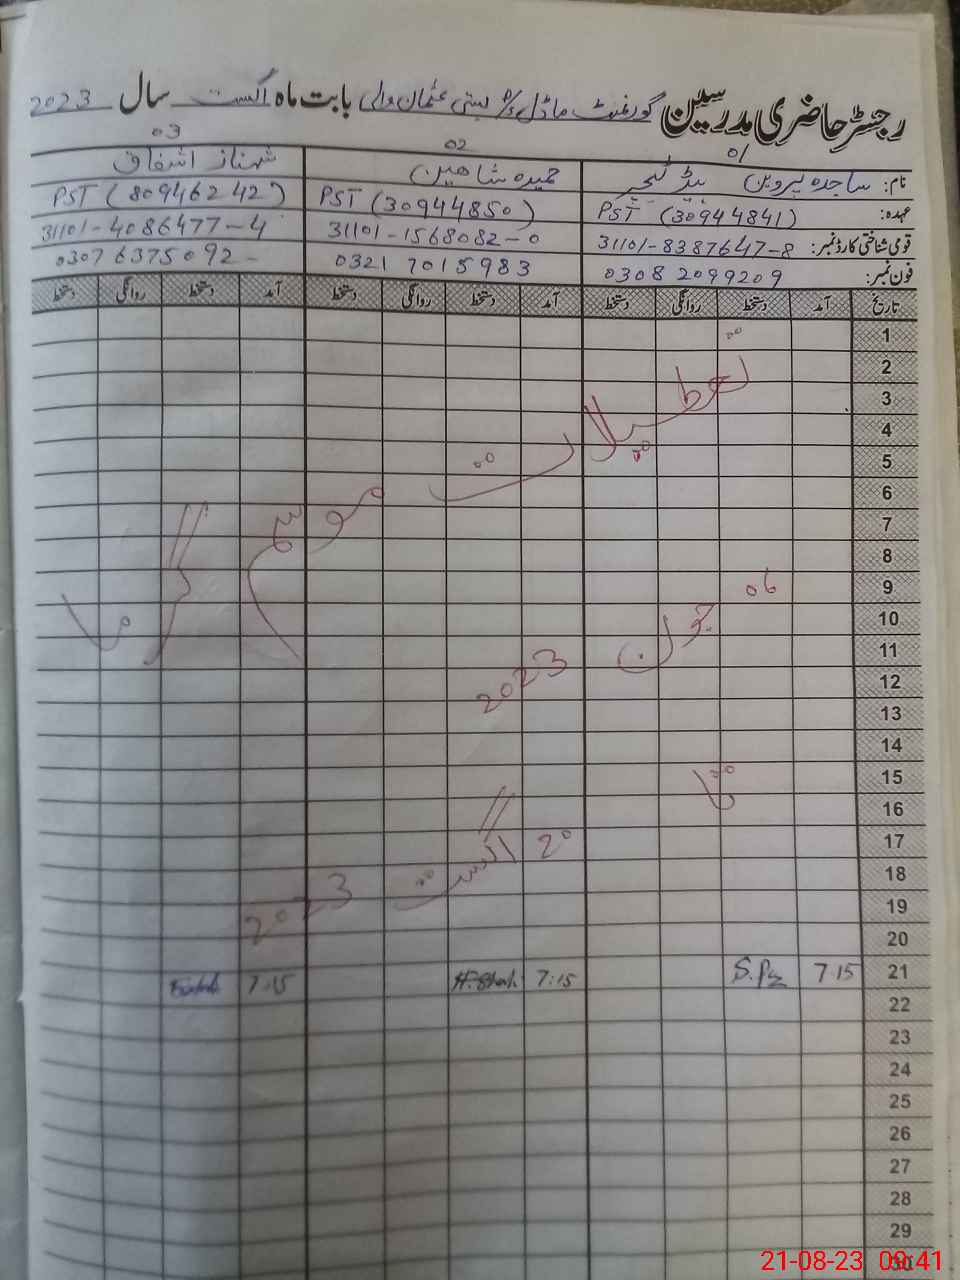 رجسٹر حاضری مدرسین گورنمنٹ ماڈل P/S بستی عثمان والی بابت ماہ اگست سال 2023
01 02 03
نام: ساجدہ پروین ہیڈ ٹیچر حمیدہ شاھین شہناز اشفاق
عہدہ: PST (30944841) PST (30944850) PST (80946242)
قومی شناختی کارڈ نمبر: 31101-8387647-8 31101-1568082-0 31101-4086477-4
فون نمبر: 0308 2099209 0321 7015983 0307 6375092
تاریخ آمد دستخط روانگی دستخط آمد دستخط روانگی دستخط آمد دستخط روانگی دستخط
1
2
3
4
5
6
7
8
9
10
11
12
13
14
15
16
17
18
19
20
تعطیلات موسم گرما
06 جون 2023
تا
20 اگست 2023
21 7:15 S.Pv 7:15 H.Shah 7:15
22
23
24
25
26
27
28
29
30
21-08-23 09:41